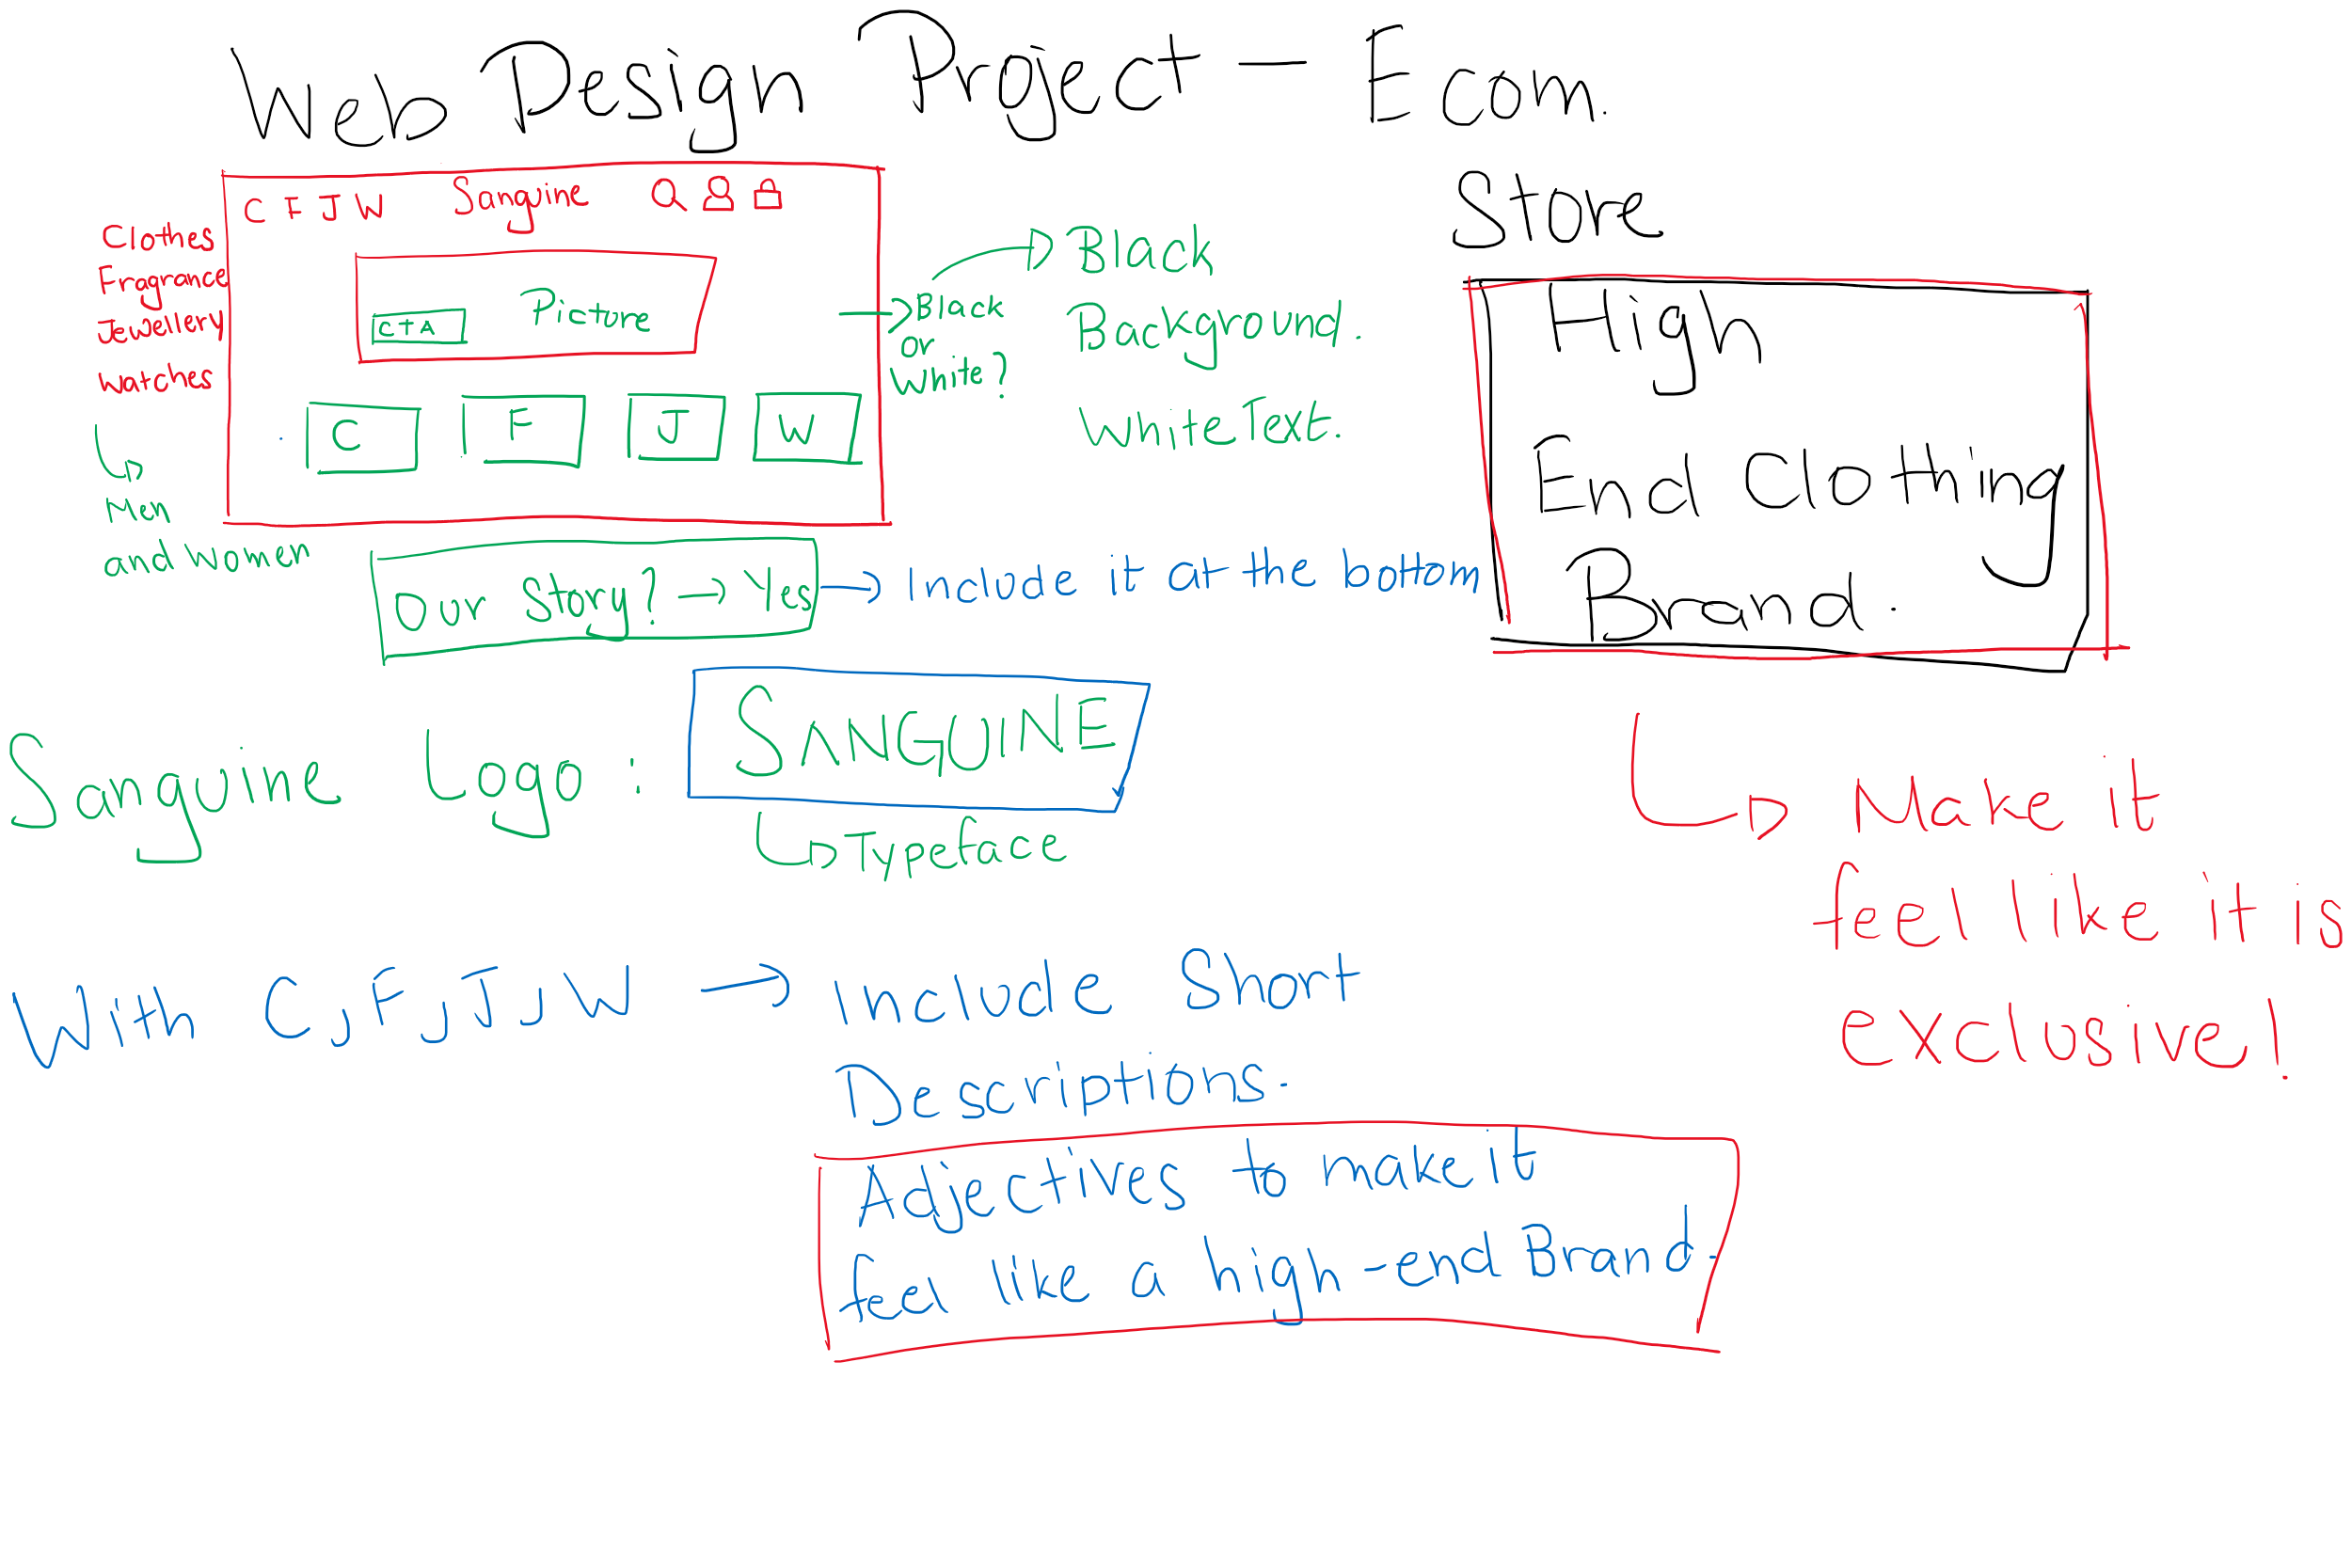 Web Design Project — Ecom.
Store
C F J W Sangine
Clothes
Fragrance
Jewellery
Watches
Men
and Women
Picture
CTA
C F J W
Black
or
White?
Black
Background.
White Text.
High
End Clothing
Brand.
Make it
feel like it is
exclusive!
Our Story? → Yes → Include it at the bottom
Sanguine Logo: SANGUINE
Typeface
With C, F, J, W → Include Short
Descriptions.
Adjectives to make it
feel like a high-end Brand.